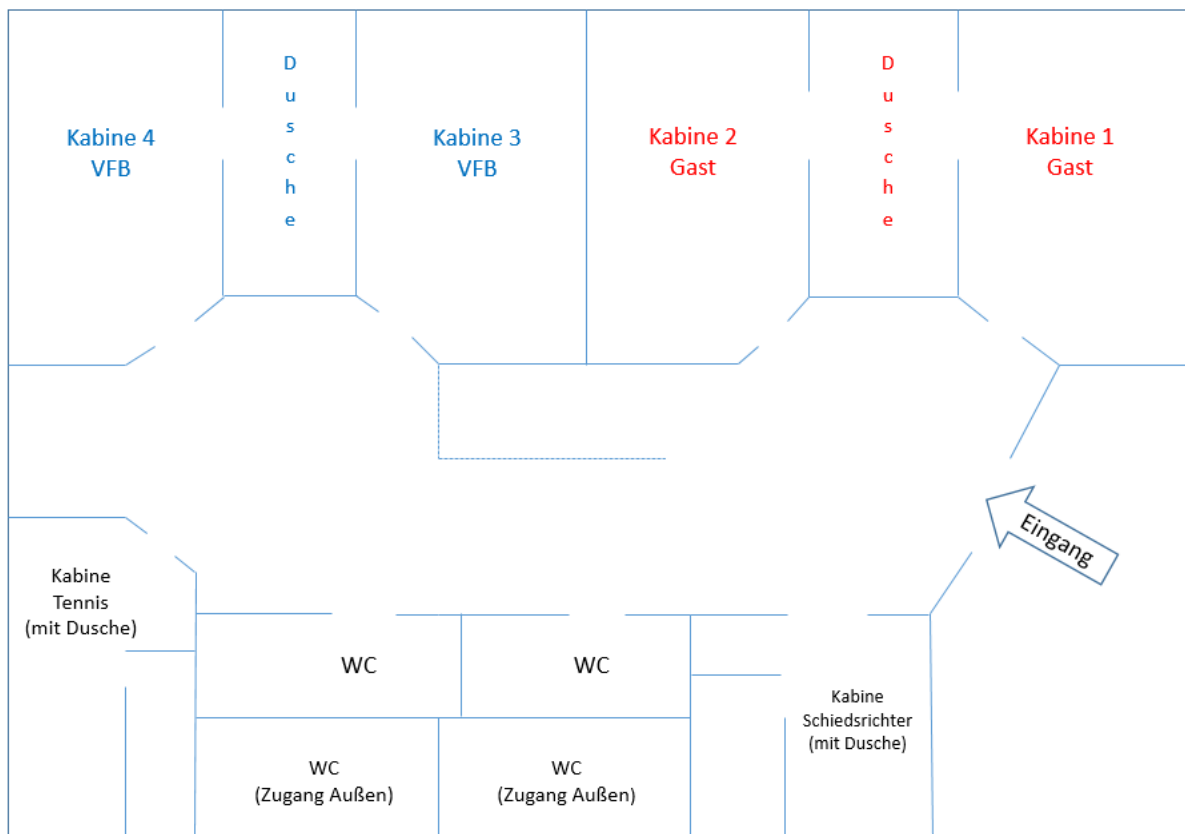 Kabine 4
VFB
D
u
s
c
h
e
Kabine 3
VFB
Kabine 2
Gast
D
u
s
c
h
e
Kabine 1
Gast
Eingang
Kabine
Tennis
(mit Dusche)
WC
WC
Kabine
Schiedsrichter
(mit Dusche)
WC
(Zugang Außen)
WC
(Zugang Außen)